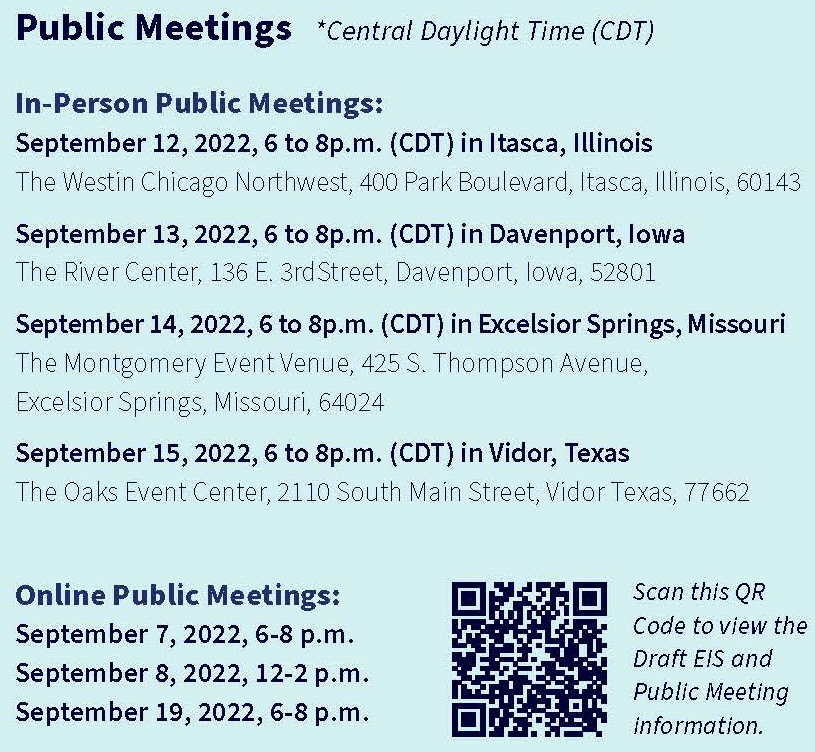 Public Meetings *Central Daylight Time (CDT)
In-Person Public Meetings:
September 12, 2022, 6 to 8p.m. (CDT) in Itasca, Illinois
The Westin Chicago Northwest, 400 Park Boulevard, Itasca, Illinois, 60143
September 13, 2022, 6 to 8p.m. (CDT) in Davenport, Iowa
The River Center, 136 E. 3rdStreet, Davenport, Iowa, 52801
September 14, 2022, 6 to 8p.m. (CDT) in Excelsior Springs, Missouri
The Montgomery Event Venue, 425 S. Thompson Avenue,
Excelsior Springs, Missouri, 64024
September 15, 2022, 6 to 8p.m. (CDT) in Vidor, Texas
The Oaks Event Center, 2110 South Main Street, Vidor Texas, 77662
Online Public Meetings:
September 7, 2022, 6-8 p.m.
September 8, 2022, 12-2 p.m.
September 19, 2022, 6-8 p.m.
Scan this QR
Code to view the
Draft EIS and
Public Meeting
information.